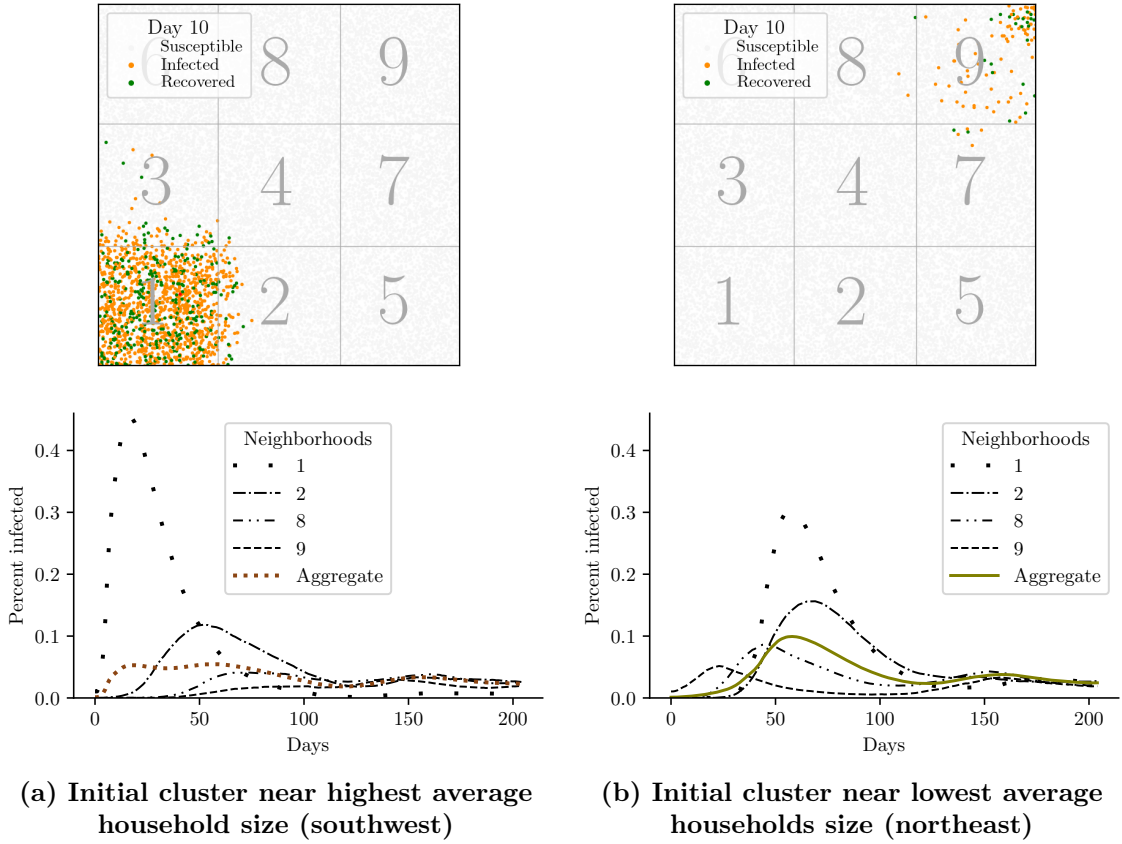 Day 10
Susceptible
Infected
Recovered
6 8 9
3 4 7
1 2 5
Day 10
Susceptible
Infected
Recovered
6 8 9
3 4 7
1 2 5
Percent infected
0.4
0.3
0.2
0.1
0.0
0 50 100 150 200
Days
Neighborhoods
1
2
8
9
Aggregate
Percent infected
0.4
0.3
0.2
0.1
0.0
0 50 100 150 200
Days
Neighborhoods
1
2
8
9
Aggregate
(a) Initial cluster near highest average
household size (southwest)
(b) Initial cluster near lowest average
households size (northeast)